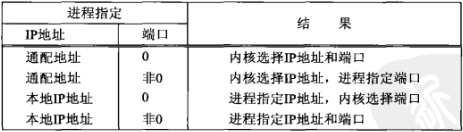 进程指定 结 果
IP地址 端口
通配地址 0 内核选择IP地址和端口
通配地址 非0 内核选择IP地址，进程指定端口
本地IP地址 0 进程指定IP地址，内核选择端口
本地IP地址 非0 进程指定IP地址和端口